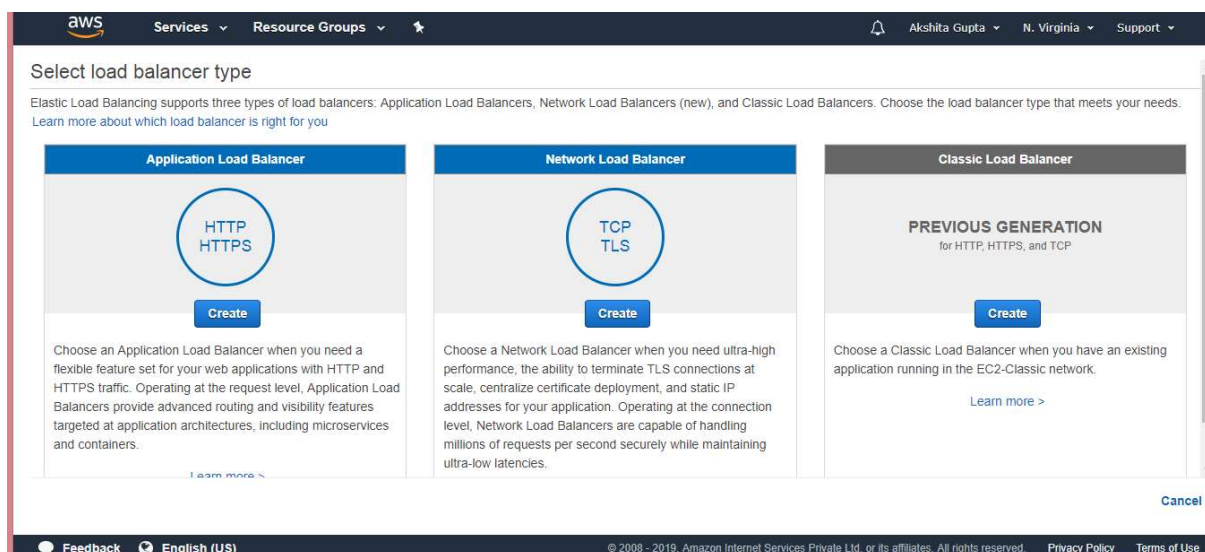 aws Services Resource Groups Akshita Gupta N. Virginia Support
Select load balancer type
Elastic Load Balancing supports three types of load balancers: Application Load Balancers, Network Load Balancers (new), and Classic Load Balancers. Choose the load balancer type that meets your needs.
Learn more about which load balancer is right for you
Application Load Balancer
HTTP
HTTPS
Create
Choose an Application Load Balancer when you need a
flexible feature set for your web applications with HTTP and
HTTPS traffic. Operating at the request level, Application Load
Balancers provide advanced routing and visibility features
targeted at application architectures, including microservices
and containers.
Learn more >
Network Load Balancer
TCP
TLS
Create
Choose a Network Load Balancer when you need ultra-high
performance, the ability to terminate TLS connections at
scale, centralize certificate deployment, and static IP
addresses for your application. Operating at the connection
level, Network Load Balancers are capable of handling
millions of requests per second securely while maintaining
ultra-low latencies.
Classic Load Balancer
PREVIOUS GENERATION
for HTTP, HTTPS, and TCP
Create
Choose a Classic Load Balancer when you have an existing
application running in the EC2-Classic network.
Learn more >
Cancel
Feedback English (US) © 2008 - 2019, Amazon Internet Services Private Ltd. or its affiliates. All rights reserved. Privacy Policy Terms of Use